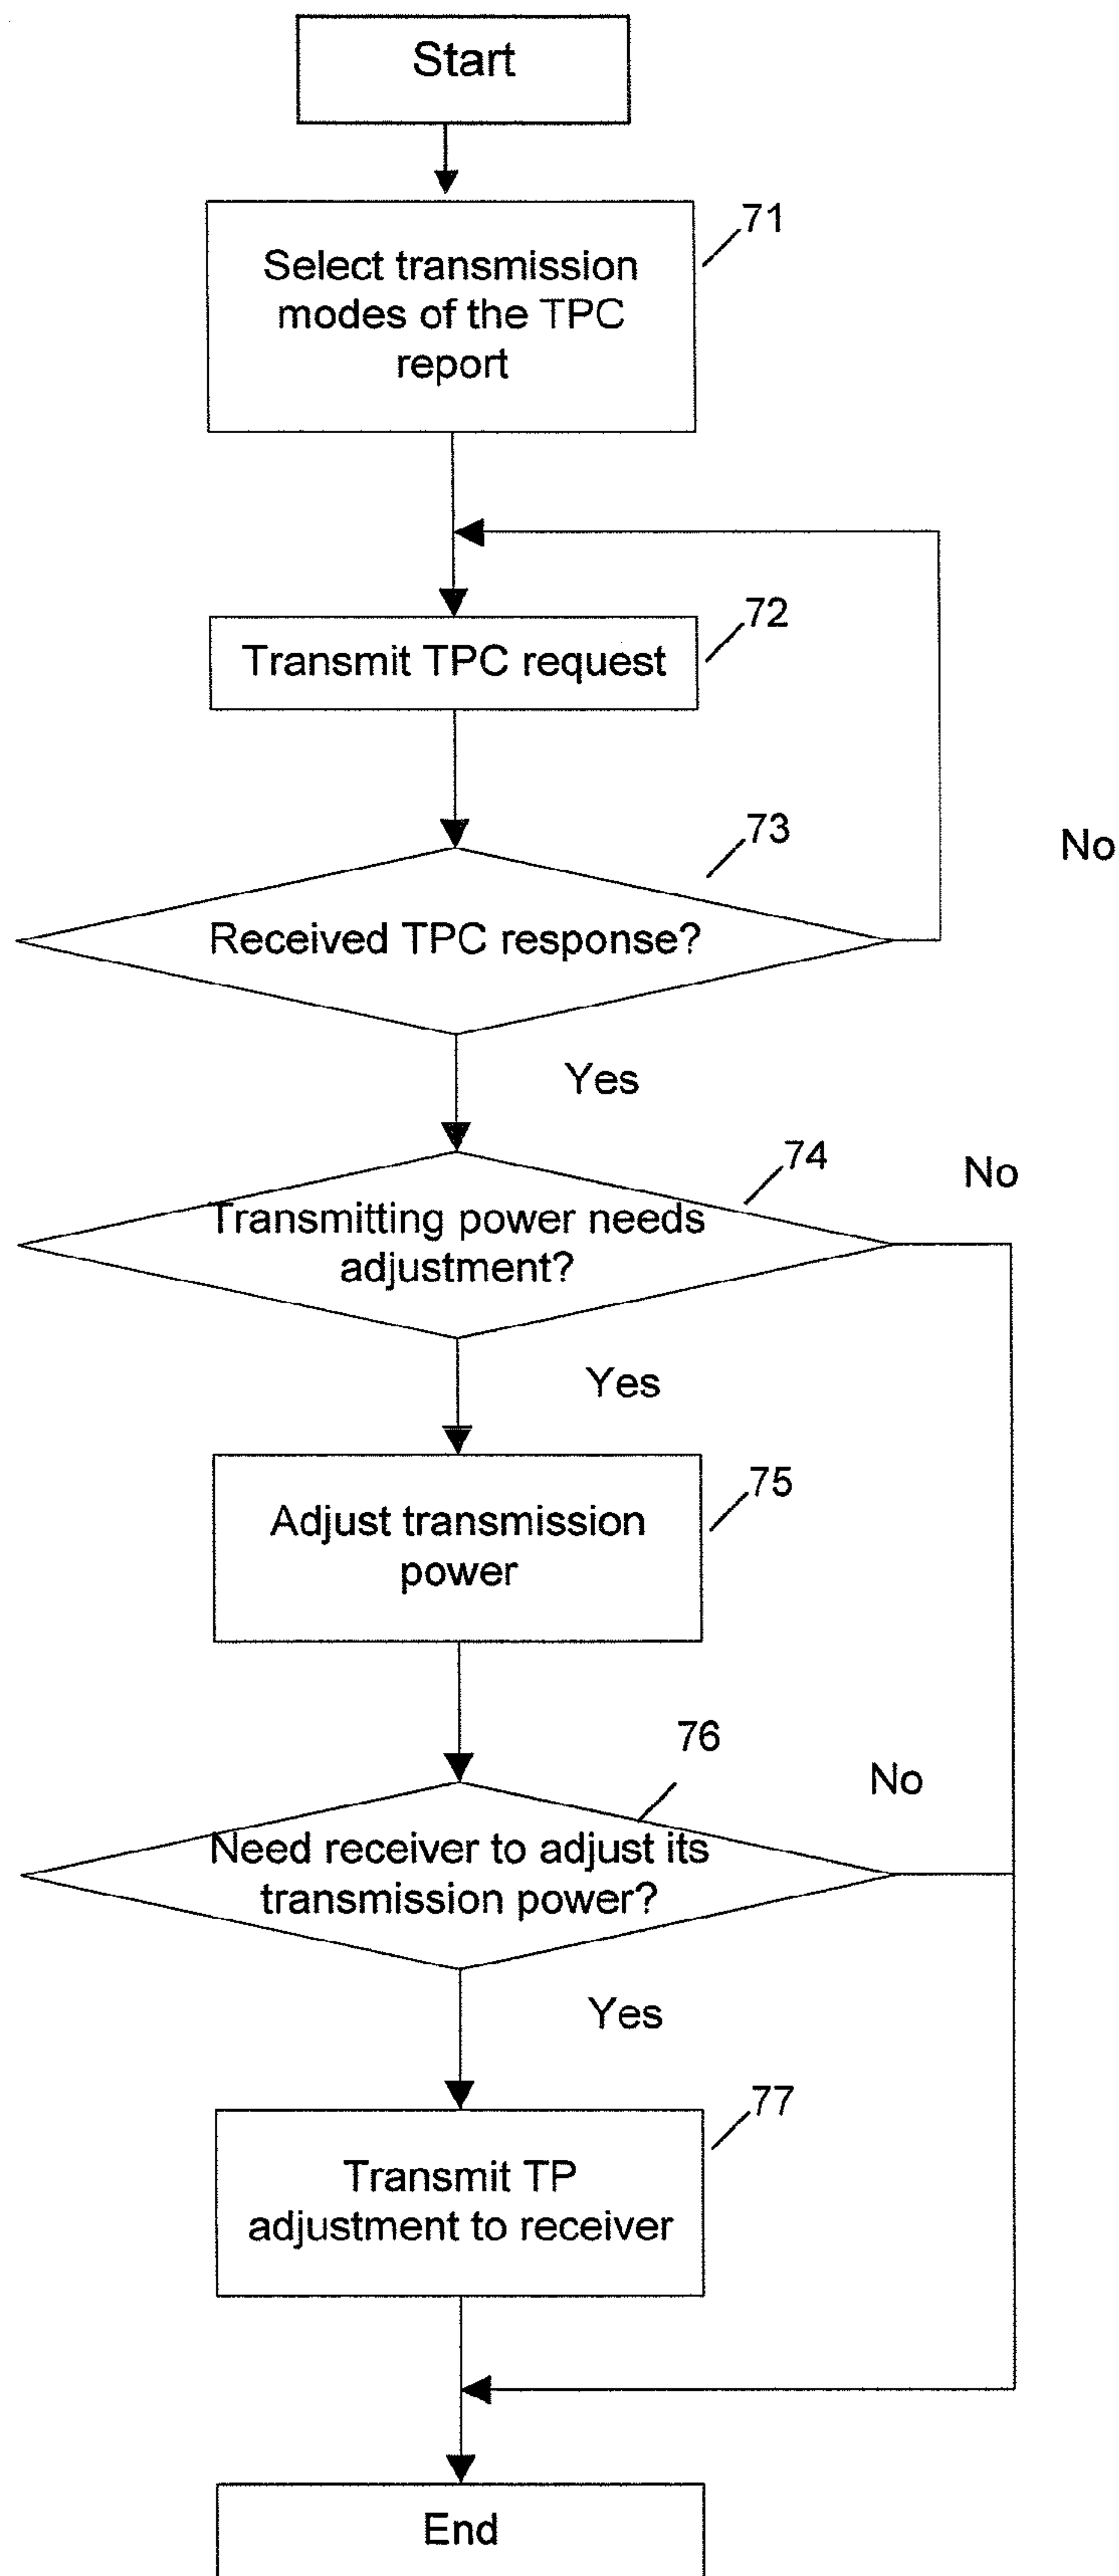 Start
71
Select transmission
modes of the TPC
report
72
Transmit TPC request
73
No
Received TPC response?
Yes
74
No
Transmitting power needs
adjustment?
Yes
75
Adjust transmission
power
76
No
Need receiver to adjust its
transmission power?
Yes
77
Transmit TP
adjustment to receiver
End